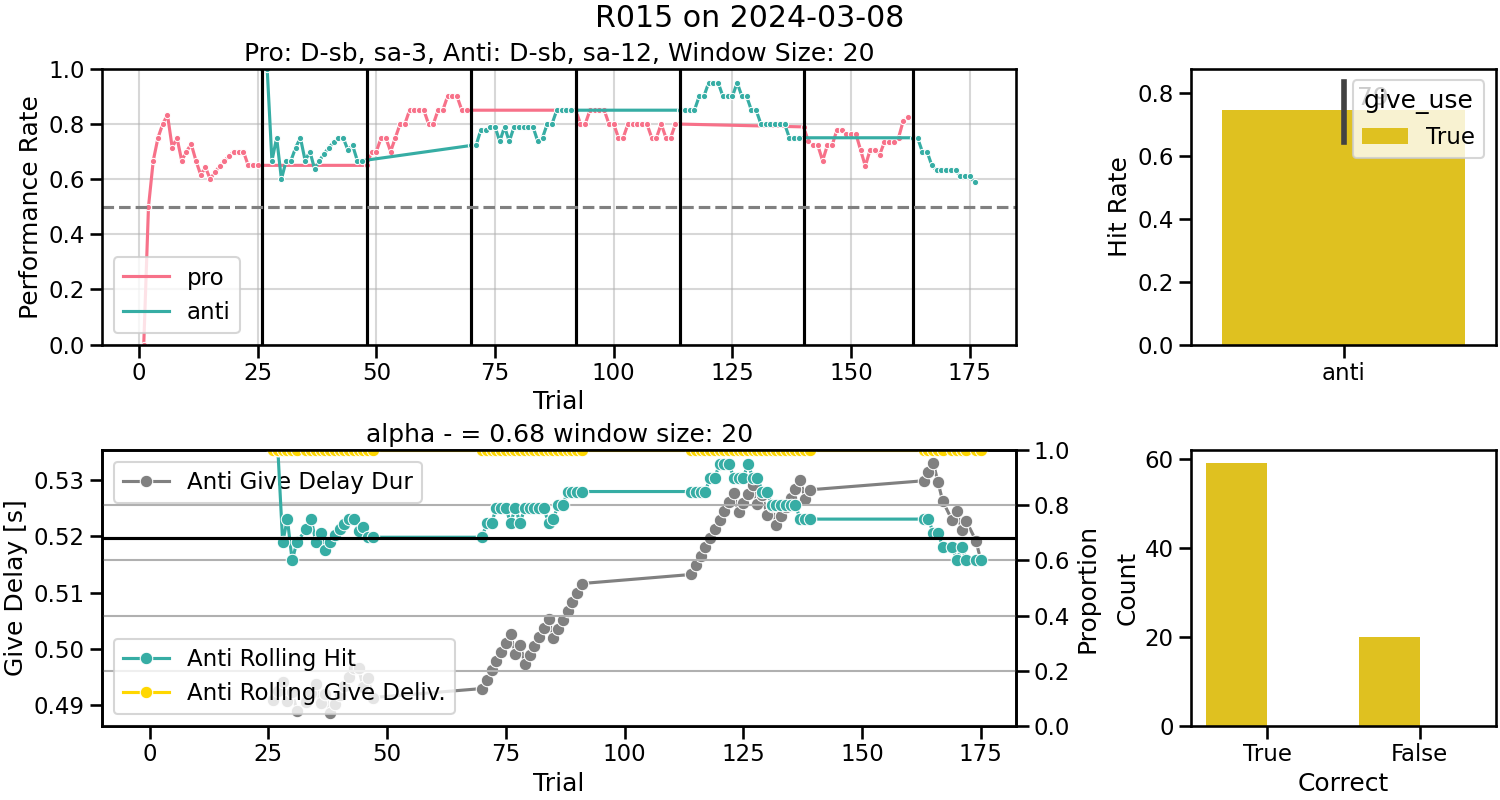 R015 on 2024-03-08
Pro: D-sb, sa-3, Anti: D-sb, sa-12, Window Size: 20
Performance Rate
1.0
0.8
0.6
0.4
0.2
0.0
pro
anti
0 25 50 75 100 125 150 175
Trial
Hit Rate
0.8
0.6
0.4
0.2
0.0
79
give_use
True
anti
alpha - = 0.68 window size: 20
Give Delay [s]
0.53
0.52
0.51
0.50
0.49
Anti Give Delay Dur
Anti Rolling Hit
Anti Rolling Give Deliv.
1.0
0.8
0.6
0.4
0.2
0.0
Proportion
0 25 50 75 100 125 150 175
Trial
Count
60
40
20
0
True False
Correct